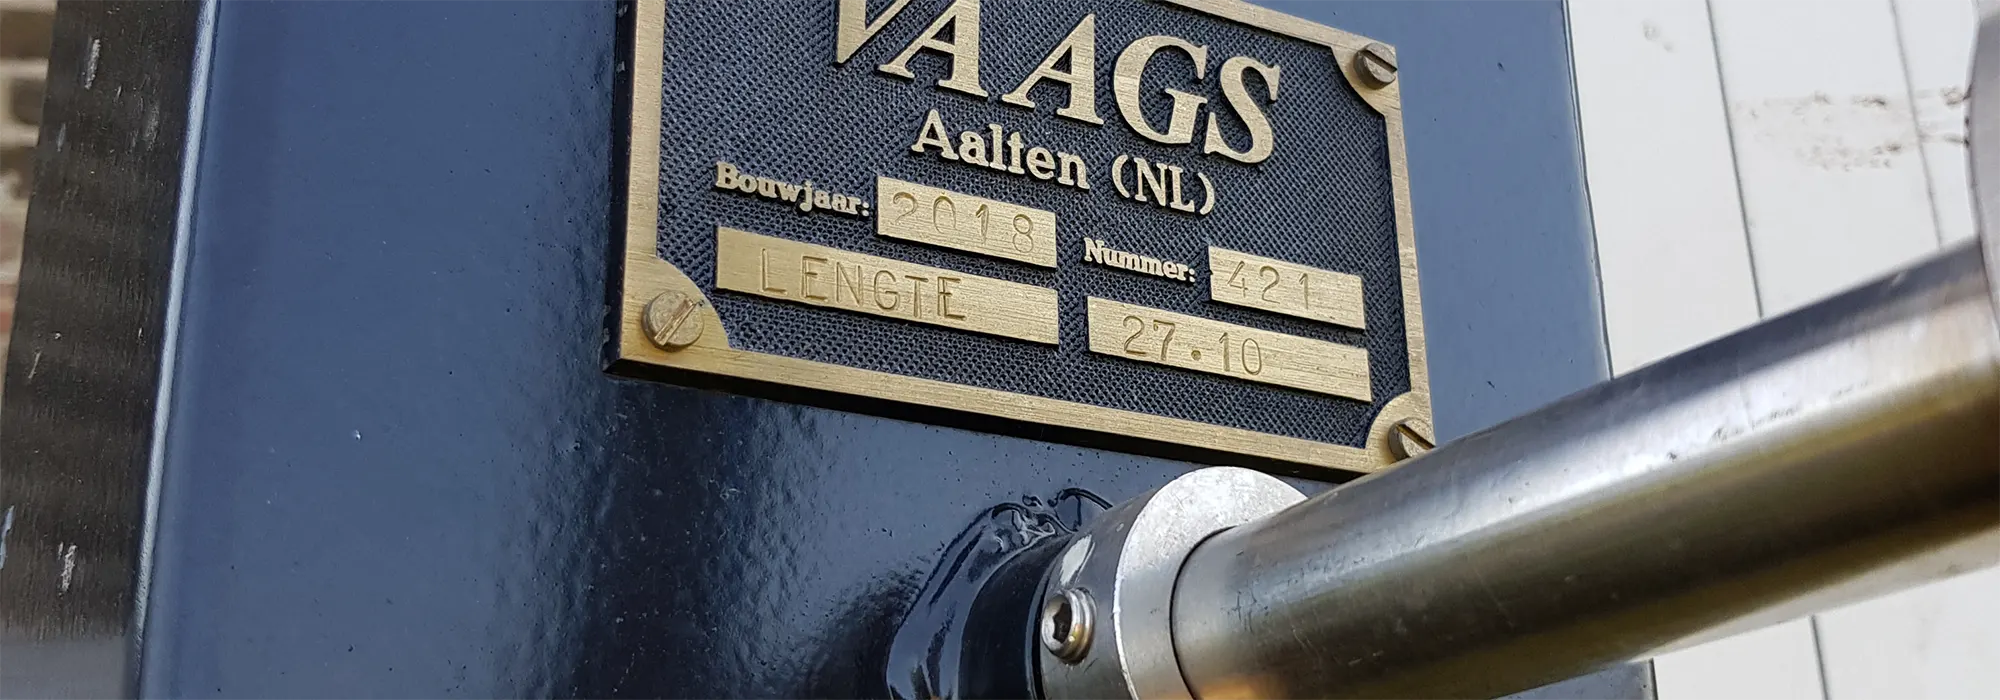 VAAGS
Aalten (NL)
Bouwjaar: 2018 Nummer: 421
LENGTE 27.10